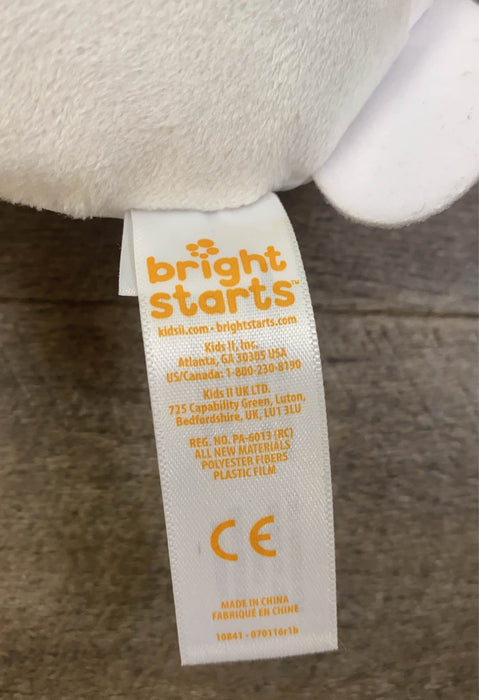 bright
starts™
kidsii.com • brightstarts.com
Kids II, Inc.
Atlanta, GA 30305 USA
US/Canada: 1-800-230-8190
Kids II UK LTD.
725 Capability Green, Luton,
Bedfordshire, UK, LU1 3LU
REG. NO. PA-6013 (RC)
ALL NEW MATERIALS
POLYESTER FIBERS
PLASTIC FILM
CE
MADE IN CHINA
FABRIQUÉ EN CHINE
10841 - 070116r1b